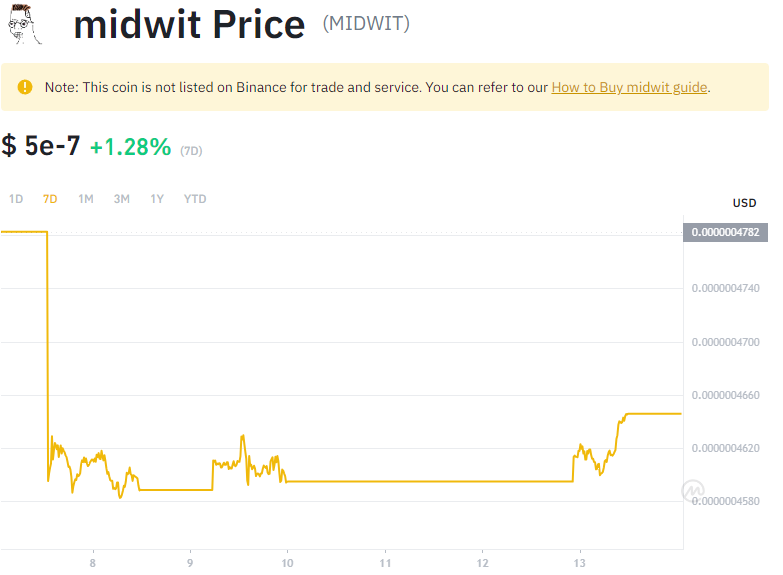 midwit Price (MIDWIT)
Note: This coin is not listed on Binance for trade and service. You can refer to our How to Buy midwit guide.
$ 5e-7 +1.28% (7D)
1D 7D 1M 3M 1Y YTD
USD
0.0000004782
0.0000004740
0.0000004700
0.0000004660
0.0000004620
0.0000004580
8 9 10 11 12 13